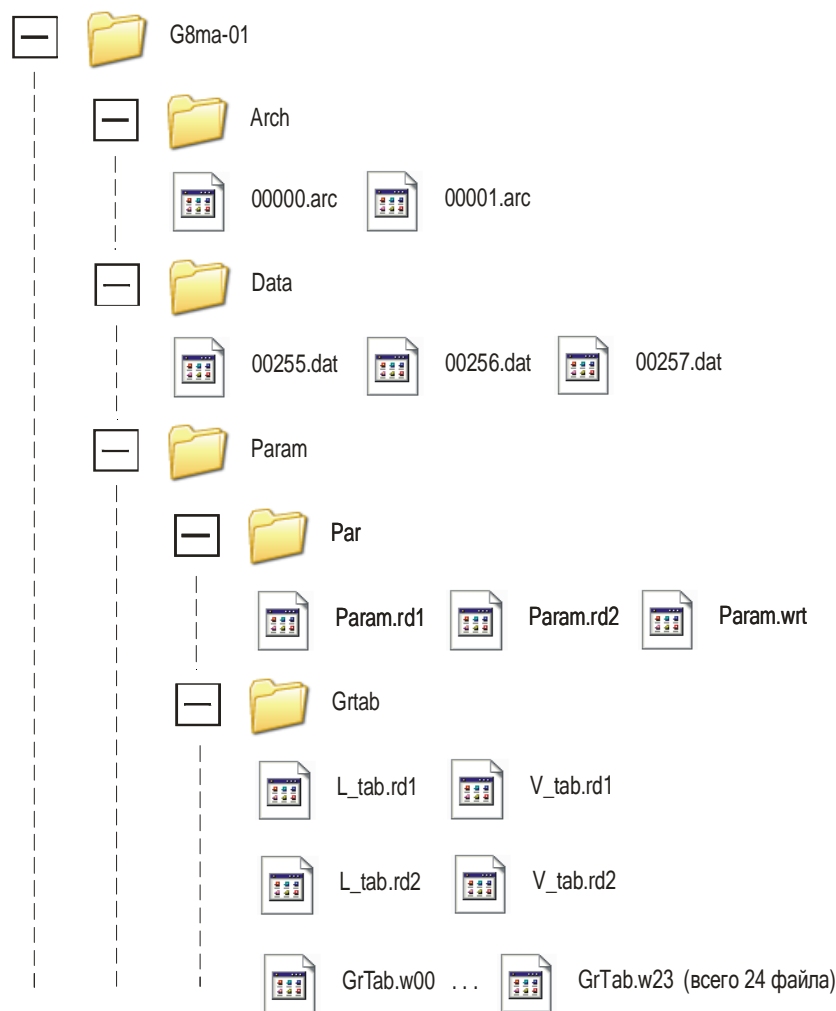 G8ma-01
Arch
00000.arc 00001.arc
Data
00255.dat 00256.dat 00257.dat
Param
Par
Param.rd1 Param.rd2 Param.wrt
Grtab
L_tab.rd1 V_tab.rd1
L_tab.rd2 V_tab.rd2
GrTab.w00 ... GrTab.w23 (всего 24 файла)